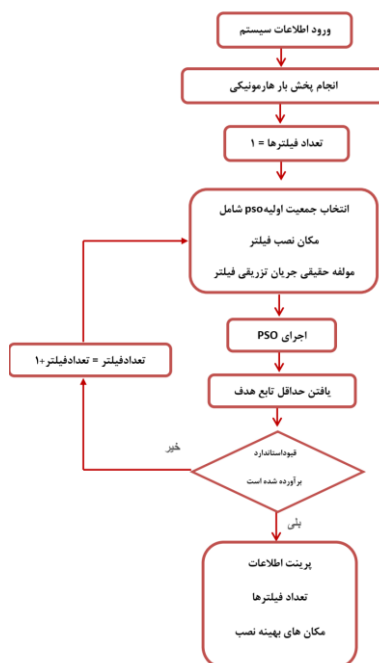 ورود اطلاعات سیستم
انجام پخش بار هارمونیکی
تعداد فیلترها = ۱
انتخاب جمعیت اولیه pso شامل
مکان نصب فیلتر
مولفه حقیقی جریان تزریقی فیلتر
اجرای PSO
تعدادفیلتر = تعدادفیلتر+۱
یافتن حداقل تابع هدف
خیر
قیوداستاندارد
برآورده شده است
بلی
پرینت اطلاعات
تعداد فیلترها
مکان های بهینه نصب